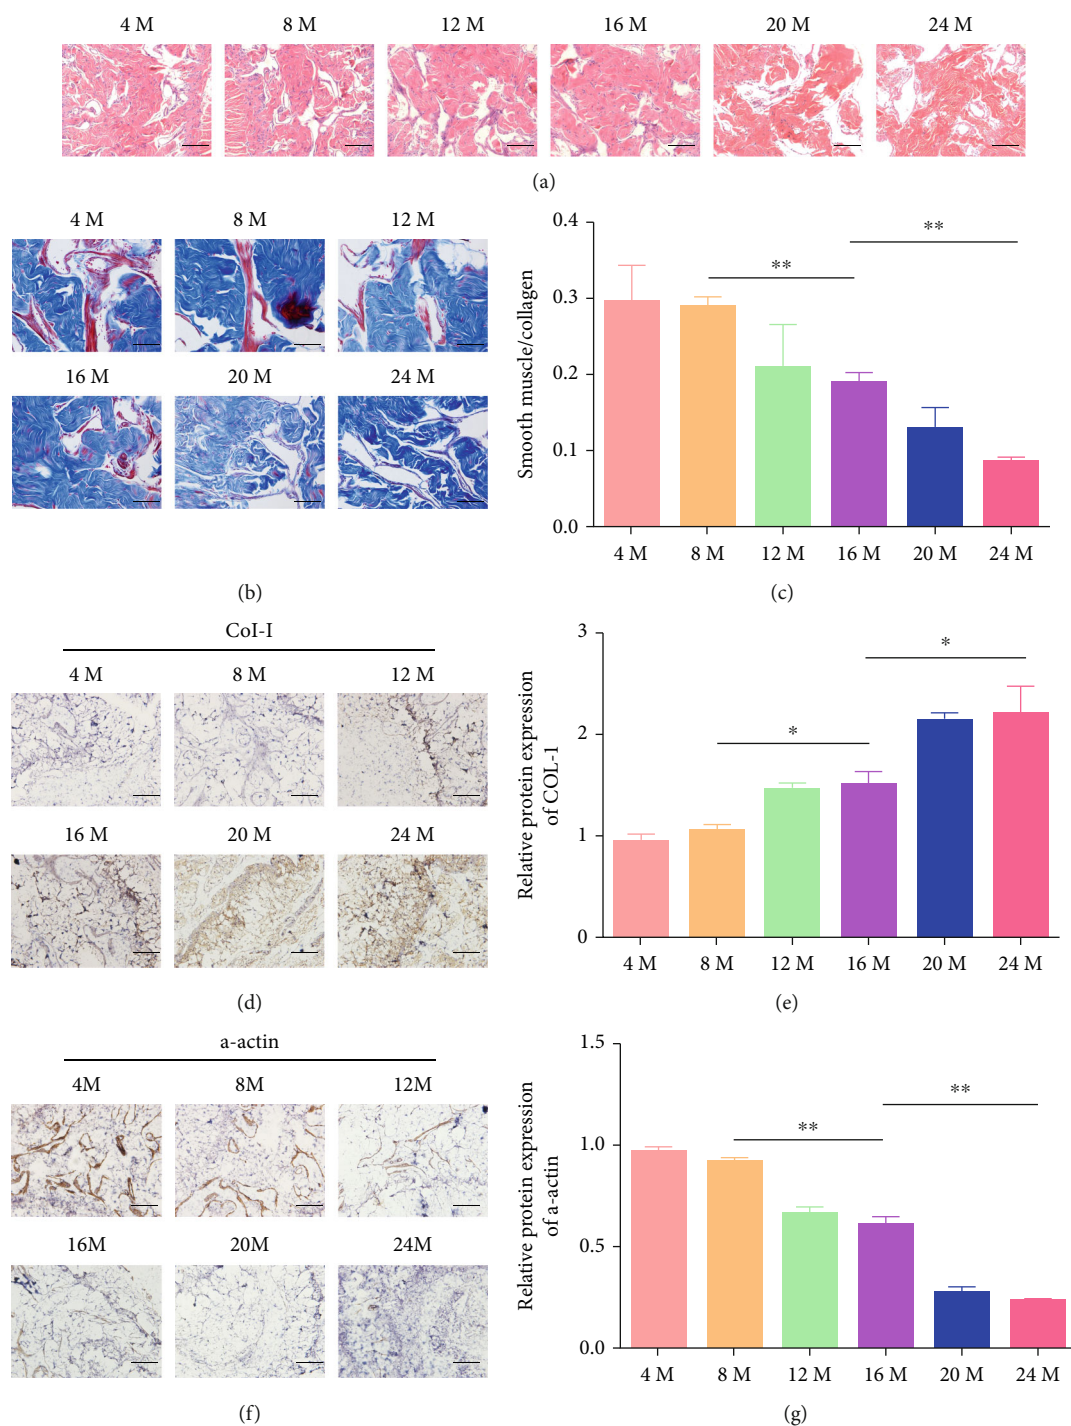 4 M 8 M 12 M 16 M 20 M 24 M
(a)
4 M 8 M 12 M
16 M 20 M 24 M
(b)
Smooth muscle/collagen
0.4
0.3
0.2
0.1
0.0
** **
4 M 8 M 12 M 16 M 20 M 24 M
(c)
CoI-I
4 M 8 M 12 M
16 M 20 M 24 M
(d)
Relative protein expression
of COL-1
3
2
1
0
* *
4 M 8 M 12 M 16 M 20 M 24 M
(e)
a-actin
4M 8M 12M
16M 20M 24M
(f)
Relative protein expression
of a-actin
1.5
1.0
0.5
0.0
** **
4 M 8 M 12 M 16 M 20 M 24 M
(g)